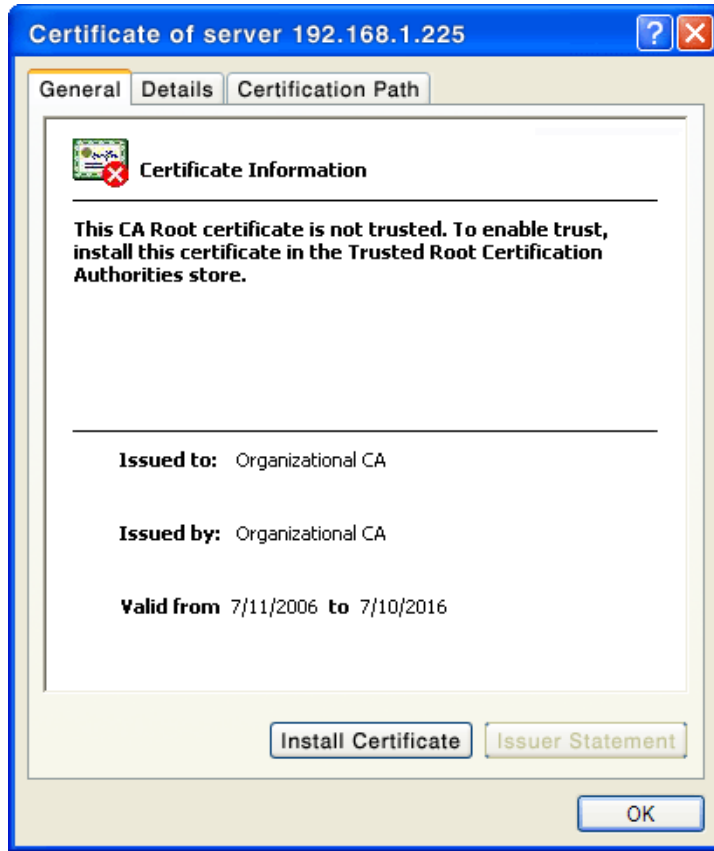 Certificate of server 192.168.1.225
General Details Certification Path
Certificate Information
This CA Root certificate is not trusted. To enable trust,
install this certificate in the Trusted Root Certification
Authorities store.
Issued to: Organizational CA
Issued by: Organizational CA
Valid from 7/11/2006 to 7/10/2016
Install Certificate Issuer Statement
OK